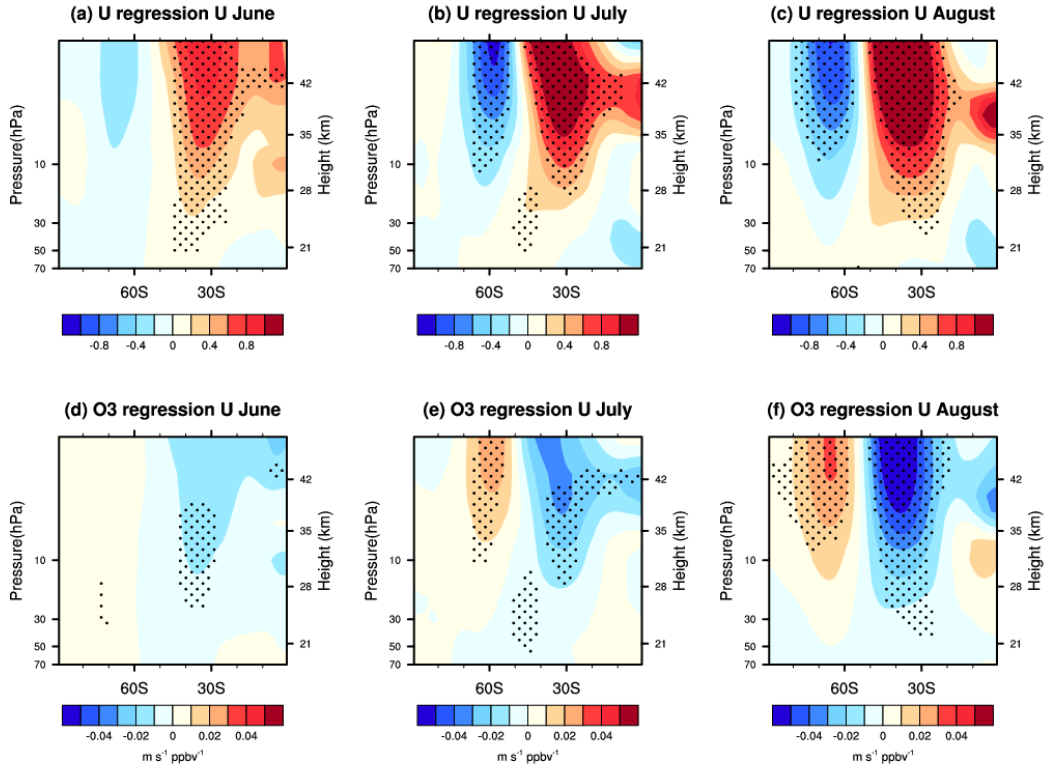 (a) U regression U June
(b) U regression U July
(c) U regression U August
Pressure(hPa)
10
30
50
70
42
35
28
21
Height (km)
60S 30S
-0.8 -0.4 0 0.4 0.8
Pressure(hPa)
10
30
50
70
42
35
28
21
Height (km)
60S 30S
-0.8 -0.4 0 0.4 0.8
Pressure(hPa)
10
30
50
70
42
35
28
21
Height (km)
60S 30S
-0.8 -0.4 0 0.4 0.8
(d) O3 regression U June
(e) O3 regression U July
(f) O3 regression U August
Pressure(hPa)
10
30
50
70
42
35
28
21
Height (km)
60S 30S
-0.04 -0.02 0 0.02 0.04
m s⁻¹ ppbv⁻¹
Pressure(hPa)
10
30
50
70
42
35
28
21
Height (km)
60S 30S
-0.04 -0.02 0 0.02 0.04
m s⁻¹ ppbv⁻¹
Pressure(hPa)
10
30
50
70
42
35
28
21
Height (km)
60S 30S
-0.04 -0.02 0 0.02 0.04
m s⁻¹ ppbv⁻¹